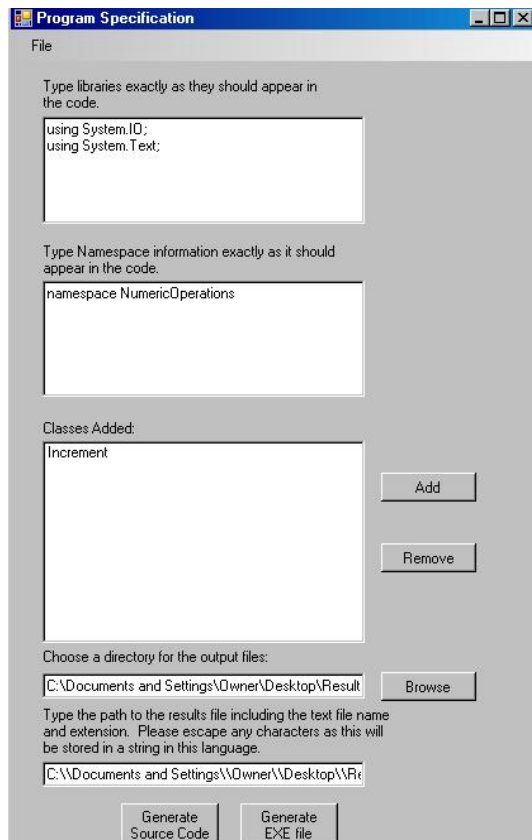 Program Specification
File
Type libraries exactly as they should appear in
the code.
using System.IO;
using System.Text;
Type Namespace information exactly as it should
appear in the code.
namespace NumericOperations
Classes Added:
Increment
Add
Remove
Choose a directory for the output files:
C:\Documents and Settings\Owner\Desktop\Result
Browse
Type the path to the results file including the text file name
and extension. Please escape any characters as this will
be stored in a string in this language.
C:\\Documents and Settings\\Owner\\Desktop\\Re
Generate
Source Code
Generate
EXE file